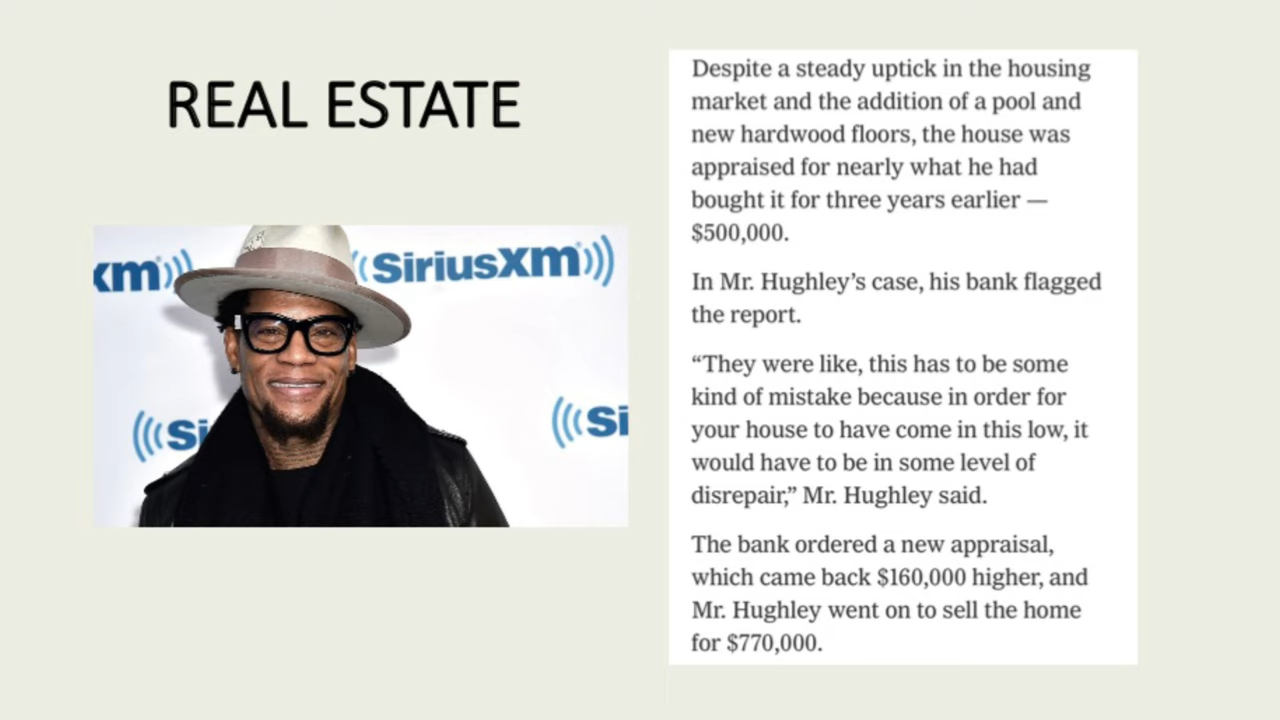 REAL ESTATE
xm
SiriusXm
Si
Si
Despite a steady uptick in the housing
market and the addition of a pool and
new hardwood floors, the house was
appraised for nearly what he had
bought it for three years earlier —
$500,000.
In Mr. Hughley’s case, his bank flagged
the report.
“They were like, this has to be some
kind of mistake because in order for
your house to have come in this low, it
would have to be in some level of
disrepair,” Mr. Hughley said.
The bank ordered a new appraisal,
which came back $160,000 higher, and
Mr. Hughley went on to sell the home
for $770,000.